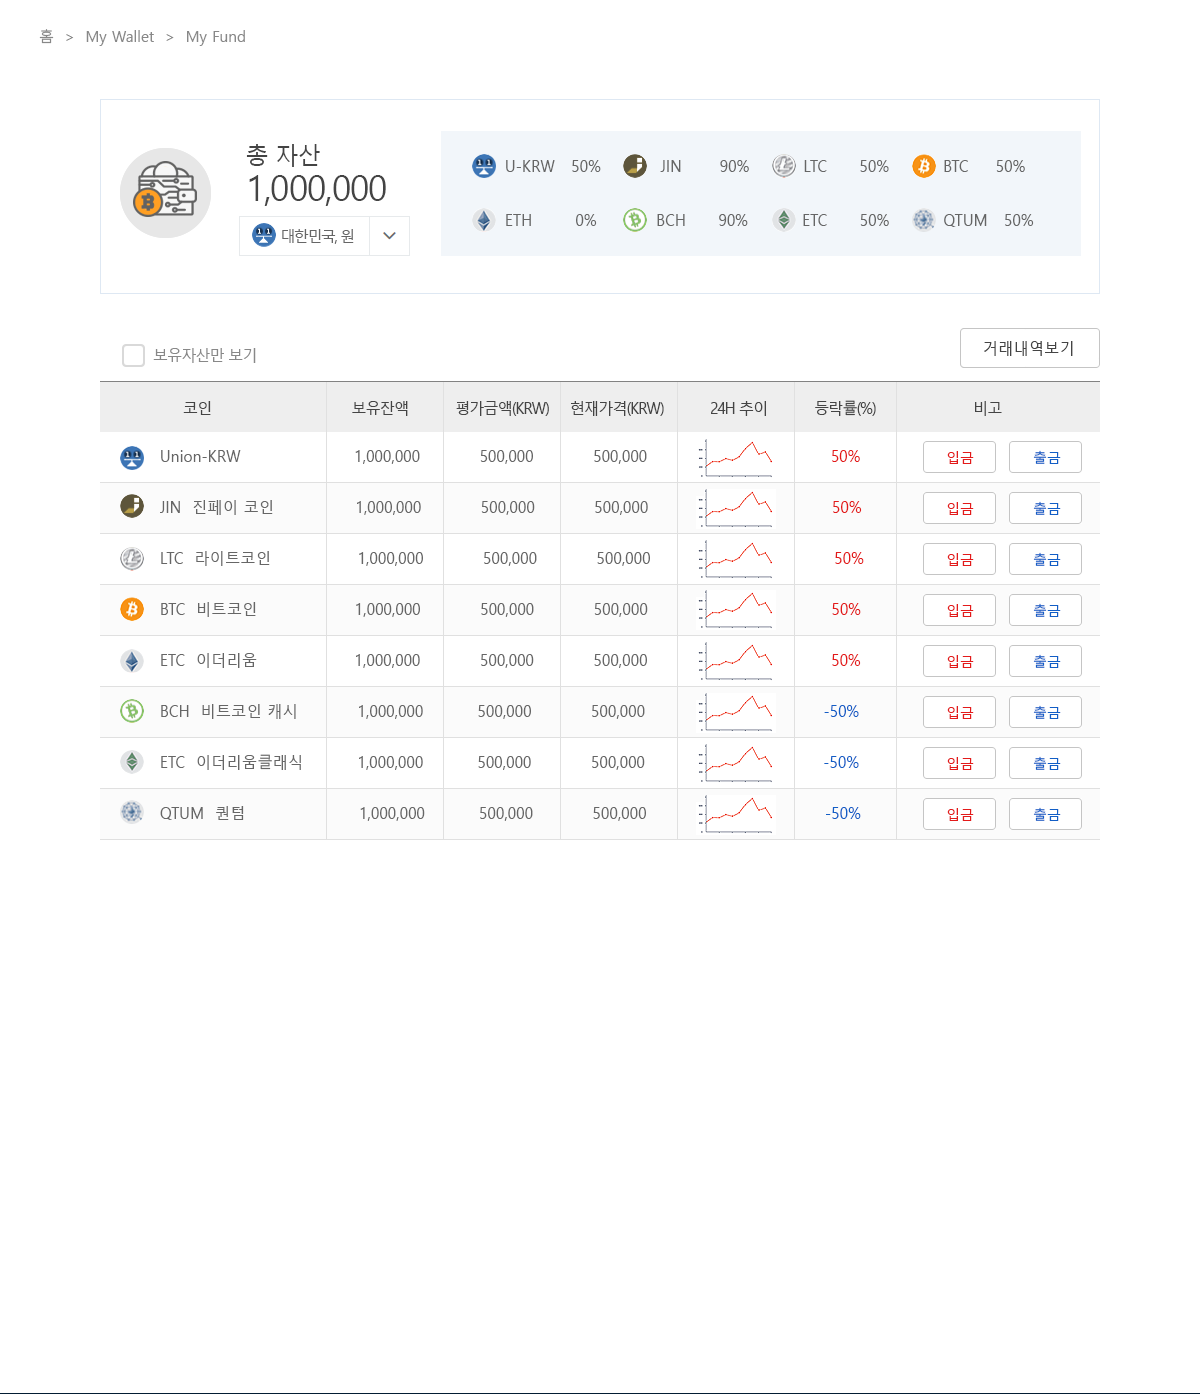 홈 > My Wallet > My Fund
총 자산
1,000,000
대한민국, 원
U-KRW 50% JIN 90% LTC 50% BTC 50%
ETH 0% BCH 90% ETC 50% QTUM 50%
보유자산만 보기
거래내역보기
코인 보유잔액 평가금액(KRW) 현재가격(KRW) 24H 추이 등락률(%) 비고
Union-KRW 1,000,000 500,000 500,000 50% 입금 출금
JIN 진페이 코인 1,000,000 500,000 500,000 50% 입금 출금
LTC 라이트코인 1,000,000 500,000 500,000 50% 입금 출금
BTC 비트코인 1,000,000 500,000 500,000 50% 입금 출금
ETC 이더리움 1,000,000 500,000 500,000 50% 입금 출금
BCH 비트코인 캐시 1,000,000 500,000 500,000 -50% 입금 출금
ETC 이더리움클래식 1,000,000 500,000 500,000 -50% 입금 출금
QTUM 퀀텀 1,000,000 500,000 500,000 -50% 입금 출금